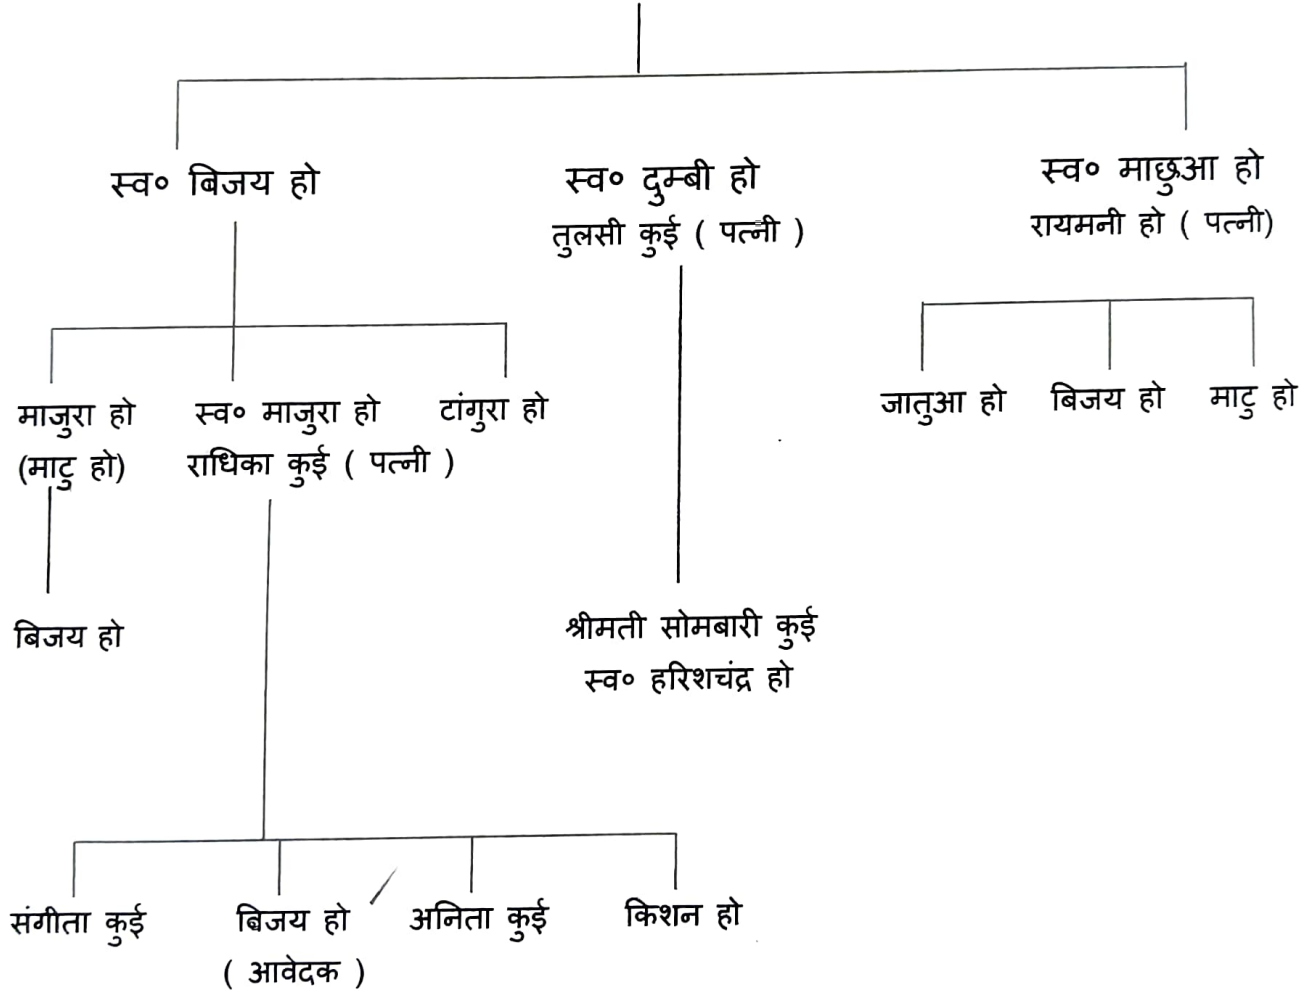 स्व० बिजय हो
स्व० दुम्बी हो
स्व० माछुआ हो
तुलसी कुई ( पत्नी )
रायमनी हो ( पत्नी)
माजुरा हो
स्व० माजुरा हो
टांगुरा हो
जातुआ हो
बिजय हो
माटु हो
(माटु हो)
राधिका कुई ( पत्नी )
बिजय हो
श्रीमती सोमबारी कुई
स्व० हरिशचंद्र हो
संगीता कुई
बिजय हो
अनिता कुई
किशन हो
( आवेदक )